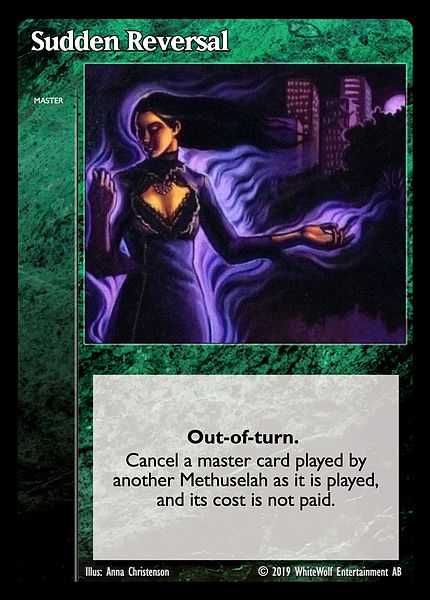 Sudden Reversal
MASTER
Out-of-turn.
Cancel a master card played by
another Methuselah as it is played,
and its cost is not paid.
Illus: Anna Christenson
© 2019 WhiteWolf Entertainment AB